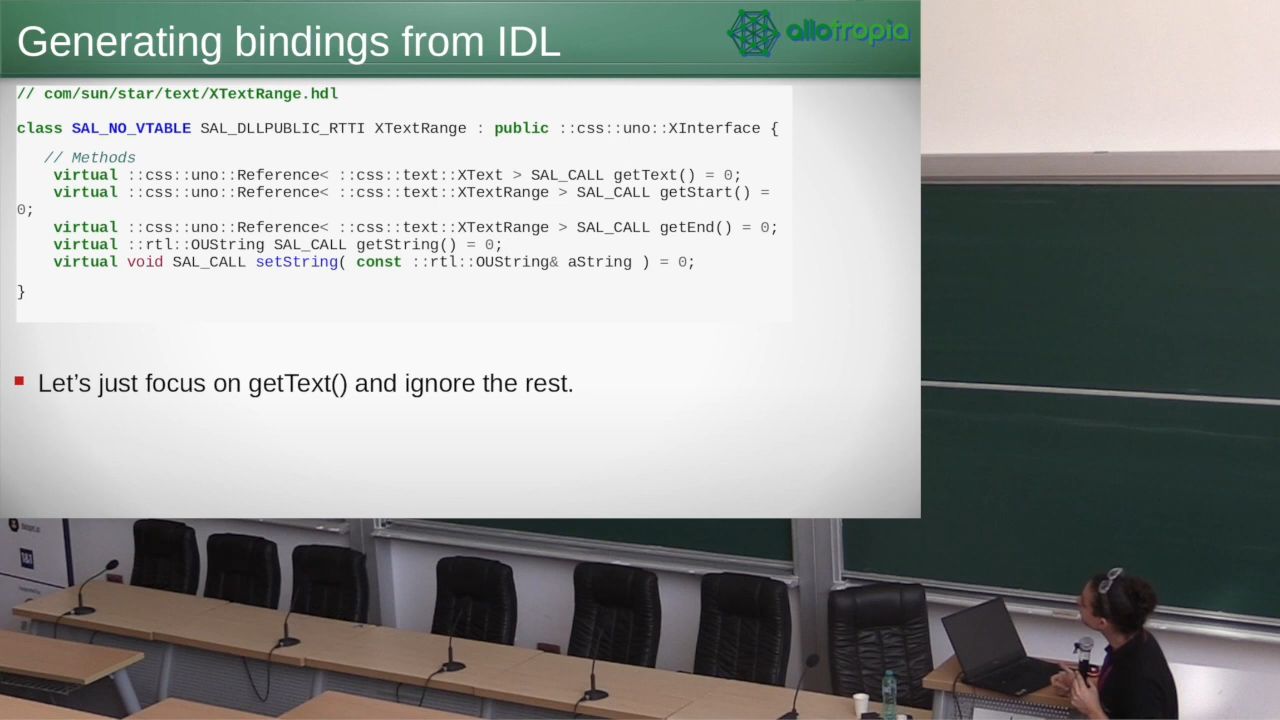 Generating bindings from IDL
allotropia
// com/sun/star/text/XTextRange.hdl
class SAL_NO_VTABLE SAL_DLLPUBLIC_RTTI XTextRange : public ::css::uno::XInterface {
// Methods
virtual ::css::uno::Reference< ::css::text::XText > SAL_CALL getText() = 0;
virtual ::css::uno::Reference< ::css::text::XTextRange > SAL_CALL getStart() =
0;
virtual ::css::uno::Reference< ::css::text::XTextRange > SAL_CALL getEnd() = 0;
virtual ::rtl::OUString SAL_CALL getString() = 0;
virtual void SAL_CALL setString( const ::rtl::OUString& aString ) = 0;
}
Let’s just focus on getText() and ignore the rest.